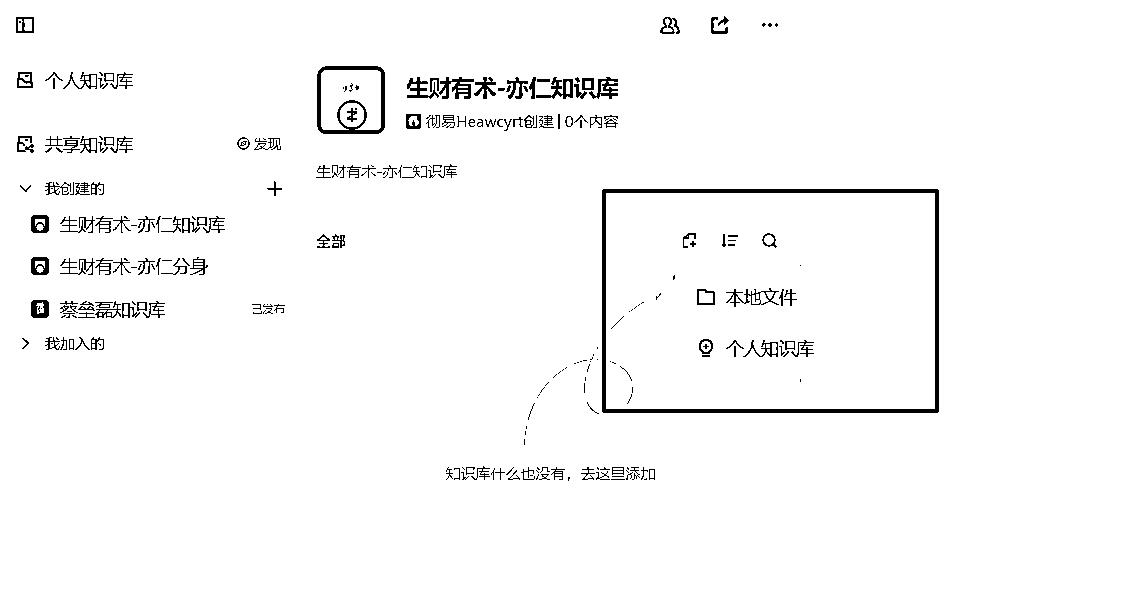 个人知识库
共享知识库
发现
我创建的
生财有术-亦仁知识库
生财有术-亦仁分身
蔡垒磊知识库
已发布
我加入的
生财有术-亦仁知识库
彻易Heawcyrt创建 | 0个内容
生财有术-亦仁知识库
全部
本地文件
个人知识库
知识库什么也没有，去这里添加